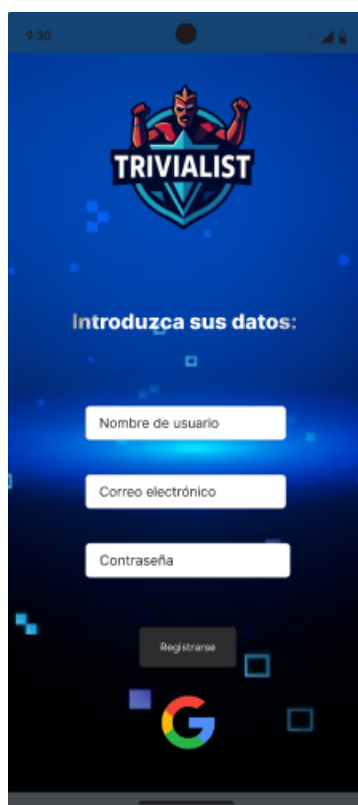 9:30
TRIVIALIST
Introduzca sus datos:
Nombre de usuario
Correo electrónico
Contraseña
Registrarse
G